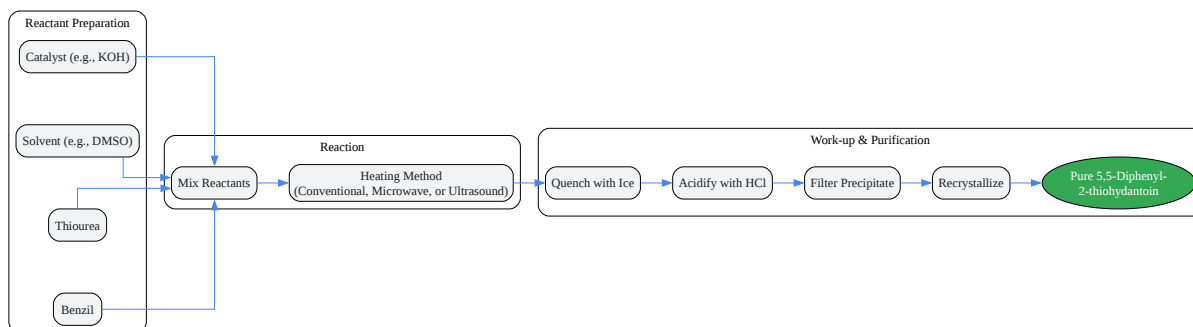 Reactant Preparation
Catalyst (e.g., KOH)
Solvent (e.g., DMSO)
Thiourea
Benzil
Reaction
Mix Reactants
Heating Method
(Conventional, Microwave, or Ultrasound)
Work-up & Purification
Quench with Ice
Acidify with HCl
Filter Precipitate
Recrystallize
Pure 5,5-Diphenyl-
2-thiohydantoin